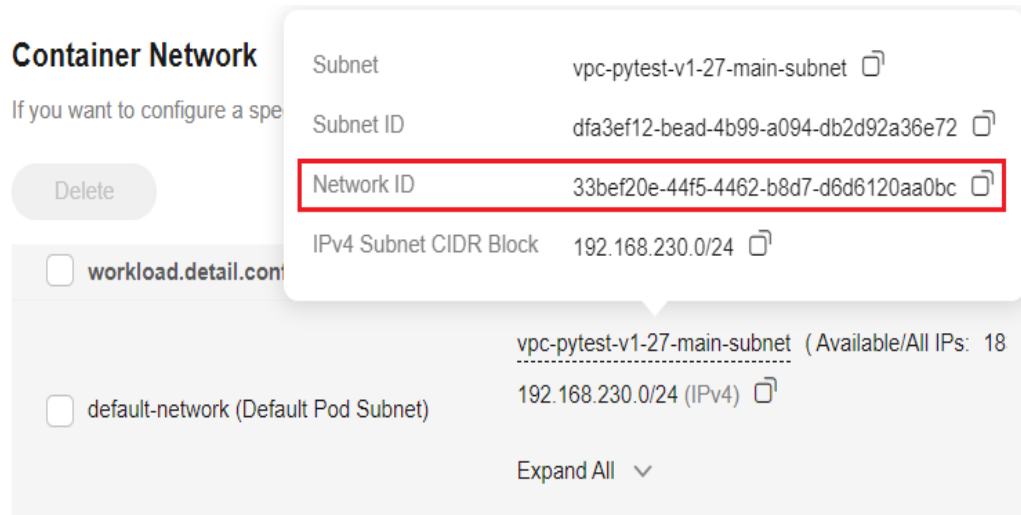 Container Network
If you want to configure a spe
Delete
Subnet vpc-pytest-v1-27-main-subnet
Subnet ID dfa3ef12-bead-4b99-a094-db2d92a36e72
Network ID 33bef20e-44f5-4462-b8d7-d6d6120aa0bc
IPv4 Subnet CIDR Block 192.168.230.0/24
workload.detail.conf
default-network (Default Pod Subnet)
vpc-pytest-v1-27-main-subnet ( Available/All IPs: 18
192.168.230.0/24 (IPv4)
Expand All